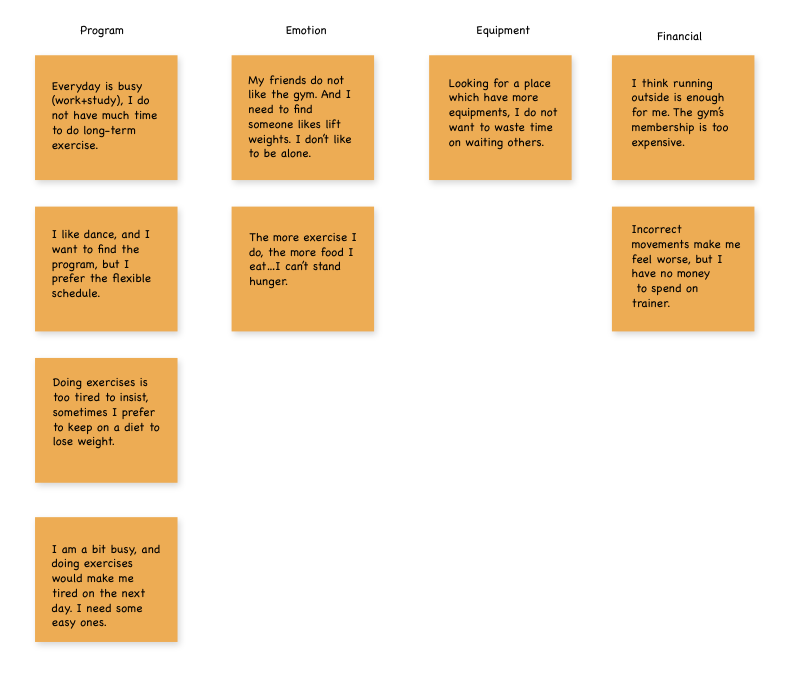 Program
Everyday is busy
(work+study), I do
not have much time
to do long-term
exercise.
I like dance, and I
want to find the
program, but I
prefer the flexible
schedule.
Doing exercises is
too tired to insist,
sometimes I prefer
to keep on a diet to
lose weight.
I am a bit busy, and
doing exercises
would make me
tired on the next
day. I need some
easy ones.
Emotion
My friends do not
like the gym. And I
need to find
someone likes lift
weights. I don't like
to be alone.
The more exercise I
do, the more food I
eat...I can't stand
hunger.
Equipment
Looking for a place
which have more
equipments, I do not
want to waste time
on waiting others.
Financial
I think running
outside is enough
for me. The gym's
membership is too
expensive.
Incorrect
movements make me
feel worse, but I
have no money
to spend on
trainer.